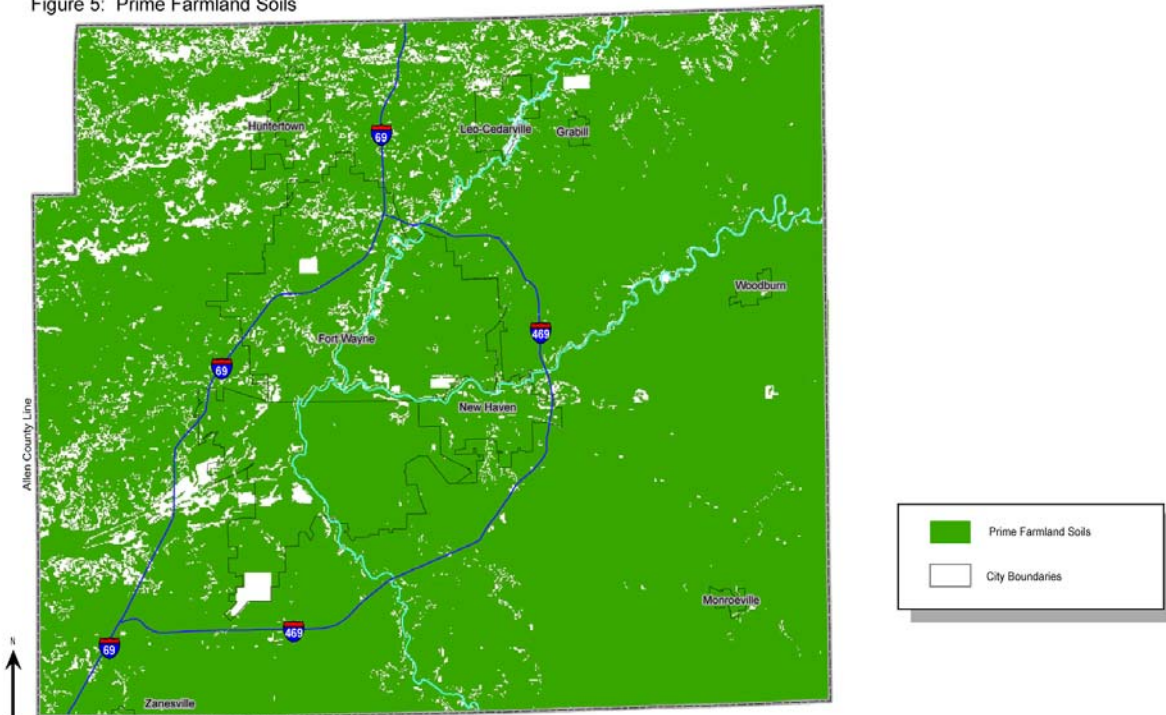 Figure 5: Prime Farmland Soils
Huntertown
69
Leo-Cedarville
Grabill
Woodburn
469
Fort Wayne
69
New Haven
Allen County Line
Prime Farmland Soils
City Boundaries
Monroeville
469
69
N
Zanesville